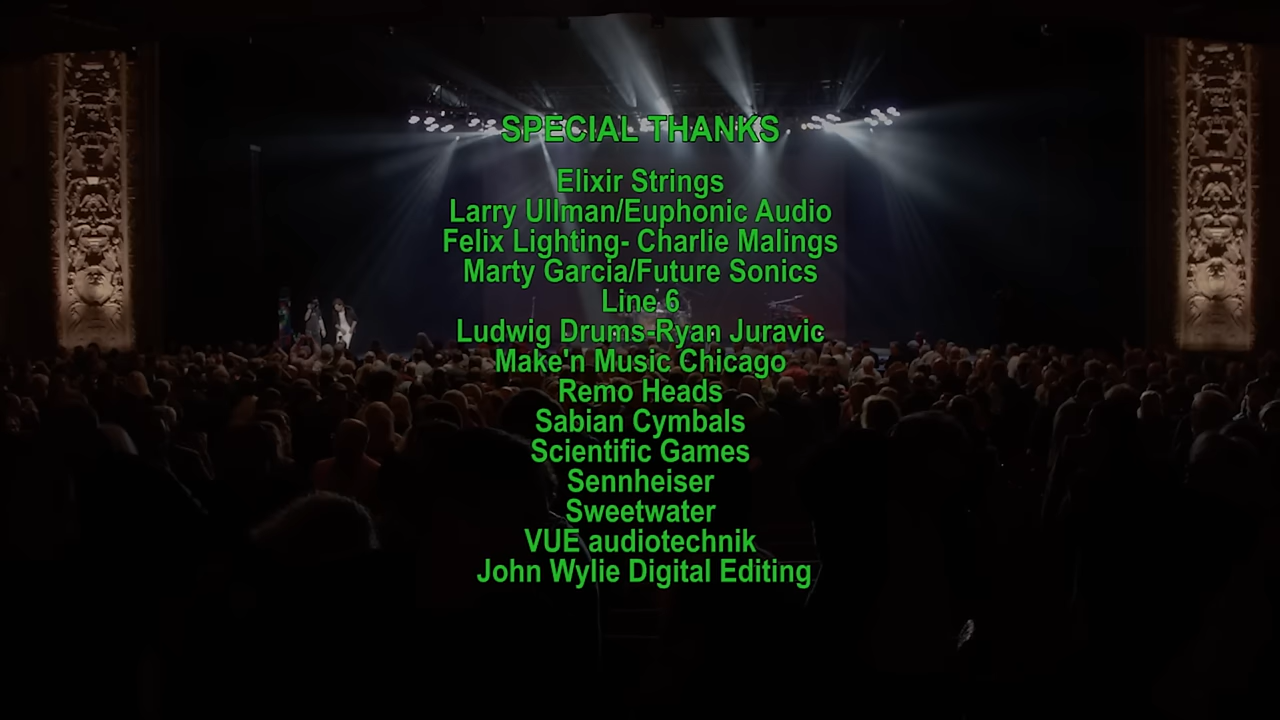 SPECIAL THANKS
Elixir Strings
Larry Ullman/Euphonic Audio
Felix Lighting- Charlie Malings
Marty Garcia/Future Sonics
Line 6
Ludwig Drums-Ryan Juravic
Make'n Music Chicago
Remo Heads
Sabian Cymbals
Scientific Games
Sennheiser
Sweetwater
VUE audiotechnik
John Wylie Digital Editing